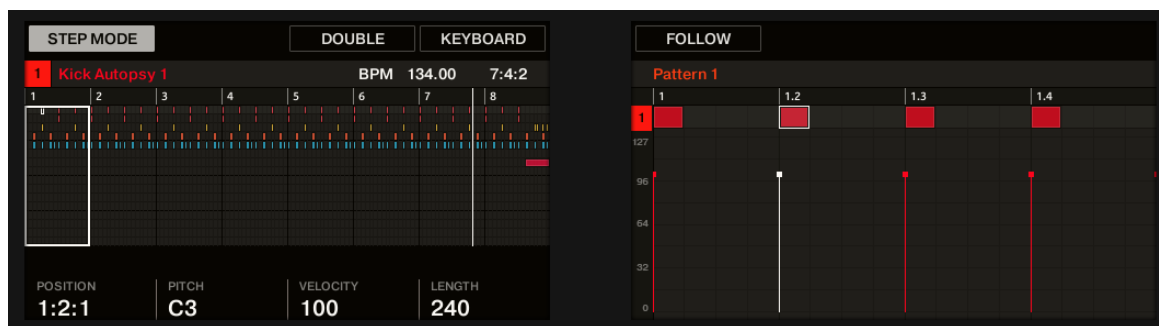 STEP MODE DOUBLE KEYBOARD
1 Kick Autopsy 1 BPM 134.00 7:4:2
1 2 3 4 5 6 7 8
POSITION PITCH VELOCITY LENGTH
1:2:1 C3 100 240
FOLLOW
Pattern 1
1 1.2 1.3 1.4
1
127
96
64
32
0